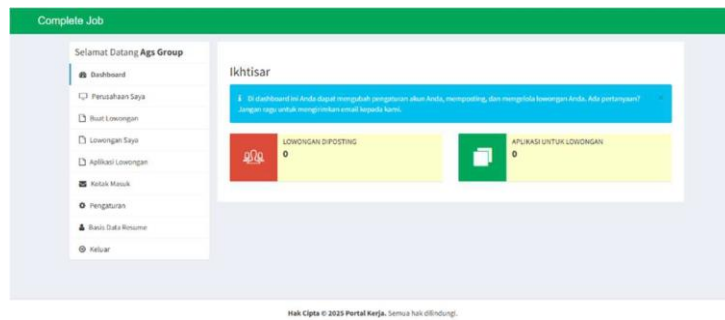 Complete Job
Selamat Datang Ags Group
Dashboard
Perusahaan Saya
Buat Lowongan
Lowongan Saya
Aplikasi Lowongan
Kotak Masuk
Pengaturan
Basis Data Resume
Keluar
Ikhtisar
Di dashboard ini Anda dapat mengubah pengaturan akun Anda, memposting, dan mengelola lowongan Anda. Ada pertanyaan?
Jangan ragu untuk mengirimkan email kepada kami.
LOWONGAN DIPOSTING
0
APLIKASI UNTUK LOWONGAN
0
Hak Cipta © 2025 Portal Kerja. Semua hak dilindungi.